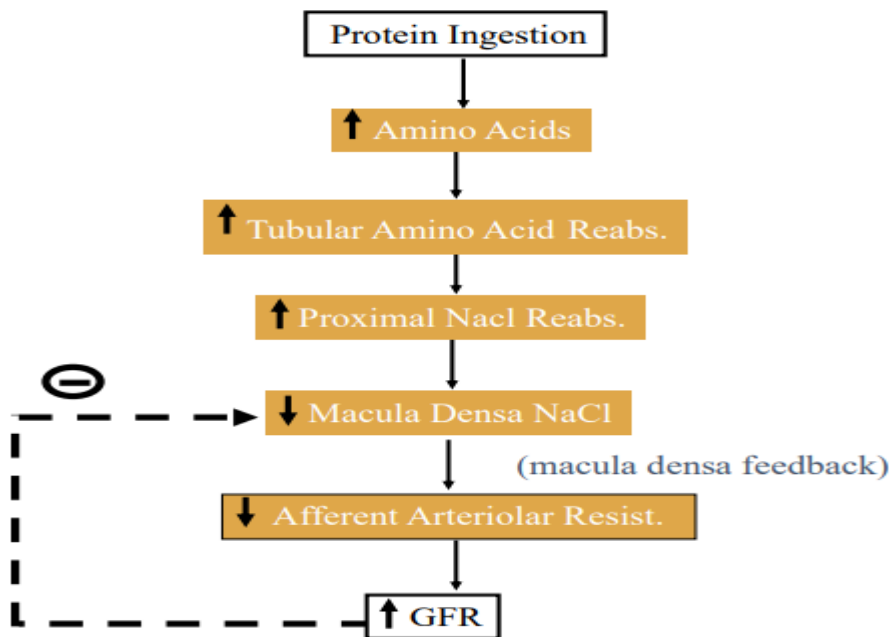 Protein Ingestion
↑ Amino Acids
↑ Tubular Amino Acid Reabs.
↑ Proximal Nacl Reabs.
↓ Macula Densa NaCl
(macula densa feedback)
↓ Afferent Arteriolar Resist.
↑ GFR